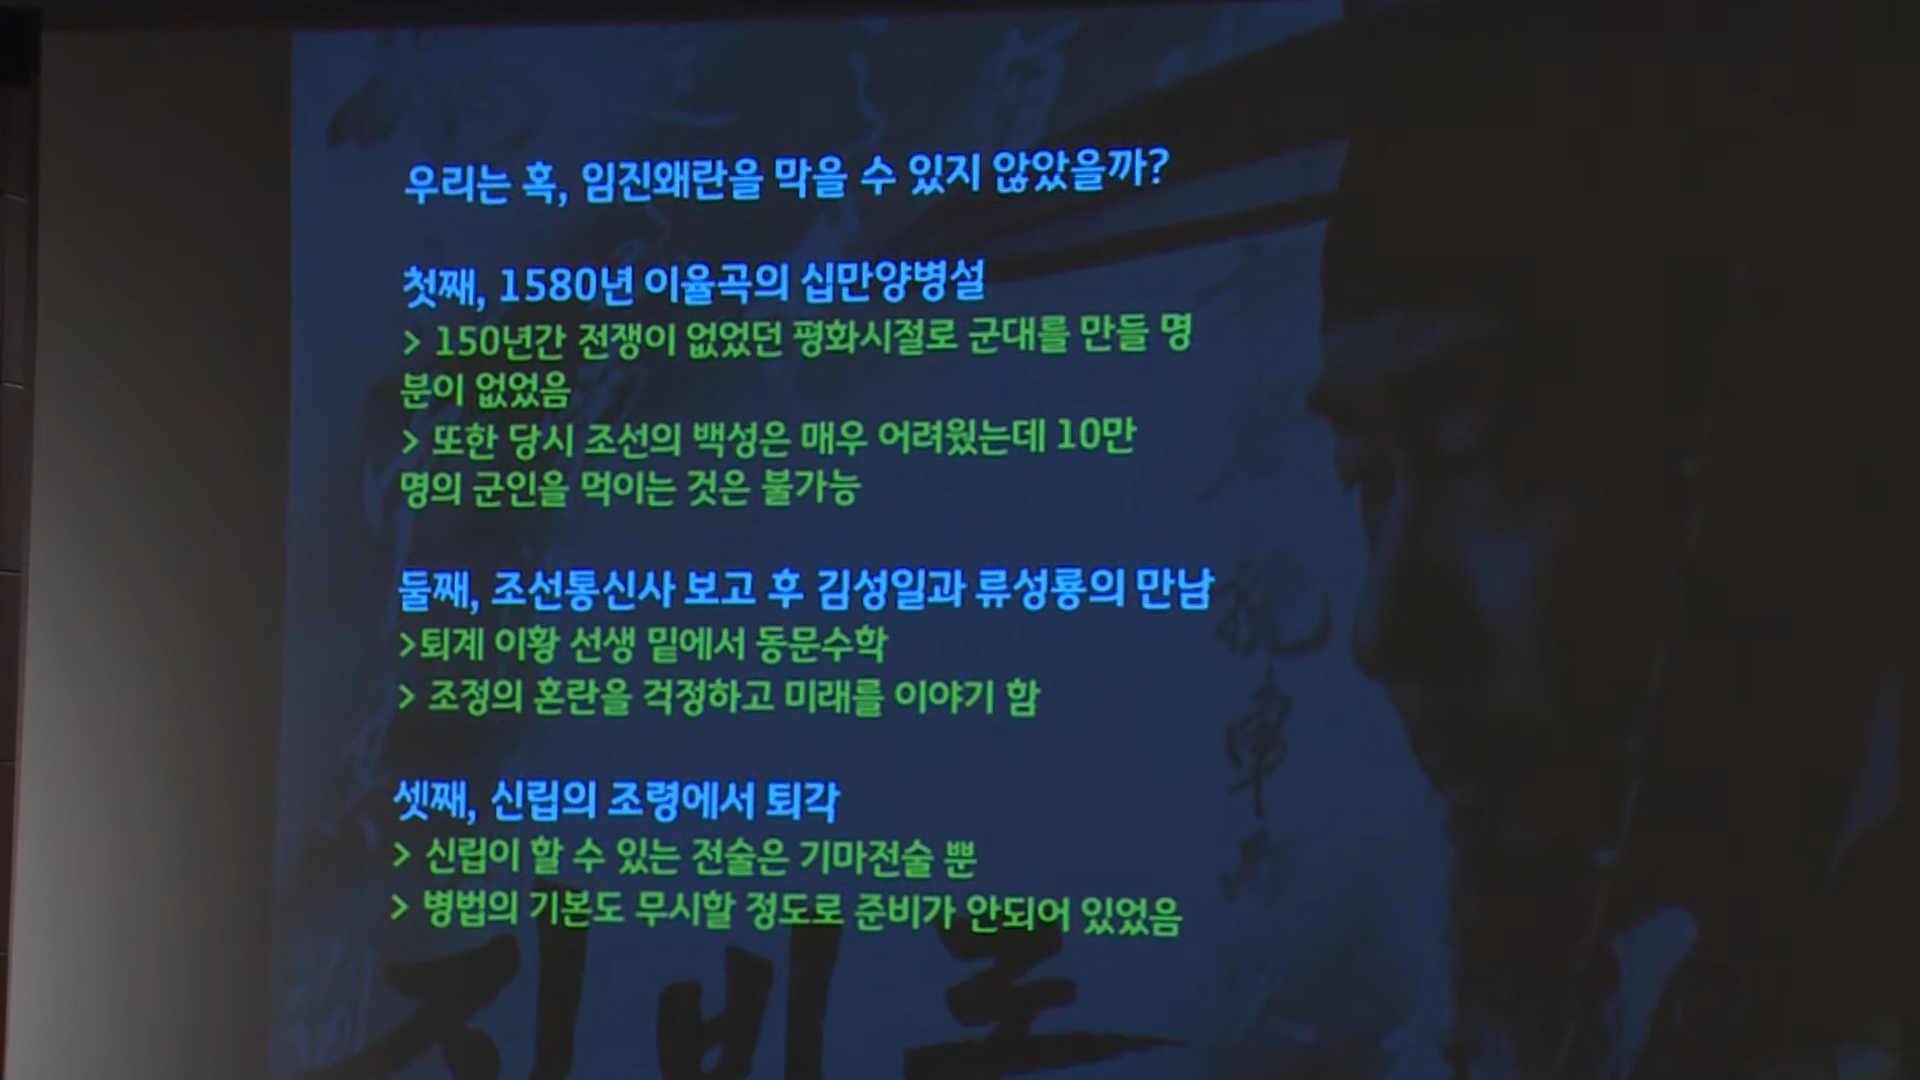 우리는 혹, 임진왜란을 막을 수 있지 않았을까?
첫째, 1580년 이율곡의 십만양병설
> 150년간 전쟁이 없었던 평화시절로 군대를 만들 명
분이 없었음
> 또한 당시 조선의 백성은 매우 어려웠는데 10만
명의 군인을 먹이는 것은 불가능
둘째, 조선통신사 보고 후 김성일과 류성룡의 만남
>퇴계 이황 선생 밑에서 동문수학
> 조정의 혼란을 걱정하고 미래를 이야기 함
셋째, 신립의 조령에서 퇴각
> 신립이 할 수 있는 전술은 기마전술 뿐
> 병법의 기본도 무시할 정도로 준비가 안되어 있었음